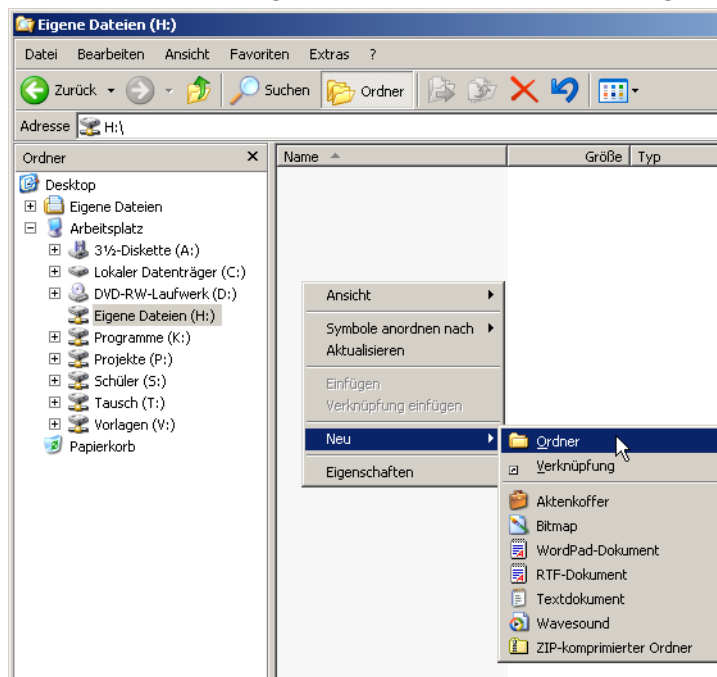 Eigene Dateien (H:)
Datei Bearbeiten Ansicht Favoriten Extras ?
Zurück Suchen Ordner
Adresse H:\
Ordner x Name Größe Typ
Desktop
Eigene Dateien
Arbeitsplatz
3½-Diskette (A:)
Lokaler Datenträger (C:)
DVD-RW-Laufwerk (D:)
Eigene Dateien (H:)
Programme (K:)
Projekte (P:)
Schüler (S:)
Tausch (T:)
Vorlagen (V:)
Papierkorb
Ansicht
Symbole anordnen nach
Aktualisieren
Einfügen
Verknüpfung einfügen
Neu
Eigenschaften
Ordner
Verknüpfung
Aktenkoffer
Bitmap
WordPad-Dokument
RTF-Dokument
Textdokument
Wavesound
ZIP-komprimierter Ordner